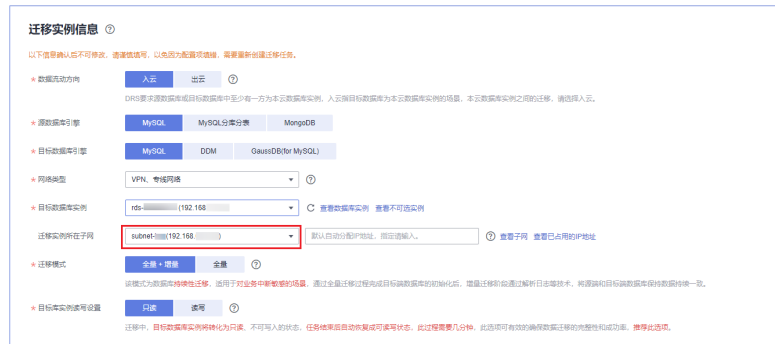 迁移实例信息
以下信息确认后不可修改，请谨慎填写，以免因为配置项填错，需要重新创建迁移任务。
* 数据流动方向 入云 出云
DRS要求源数据库或目标数据库中至少有一方为本云数据库实例，入云指目标数据库为本云数据库实例的场景，本云数据库实例之间的迁移，请选择入云。
* 源数据库引擎 MySQL MySQL分库分表 MongoDB
* 目标数据库引擎 MySQL DDM GaussDB(for MySQL)
* 网络类型 VPN、专线网络
* 目标数据库实例 rds- (192.168 查看数据库实例 查看不可选实例
迁移实例所在子网 subnet- (192.168. ) 默认自动分配IP地址，指定请输入。 查看子网 查看已占用的IP地址
* 迁移模式 全量+增量 全量
该模式为数据库持续性迁移，适用于对业务中断敏感的场景，通过全量迁移过程完成目标端数据库的初始化后，增量迁移阶段通过解析日志等技术，将源端和目标端数据库保持数据持续一致。
* 目标库实例读写设置 只读 读写
迁移中，目标数据库实例将转化为只读、不可写入的状态，任务结束后自动恢复成可读写状态，此过程需要几分钟，此选项可有效的确保数据迁移的完整性和成功率，推荐此选项。